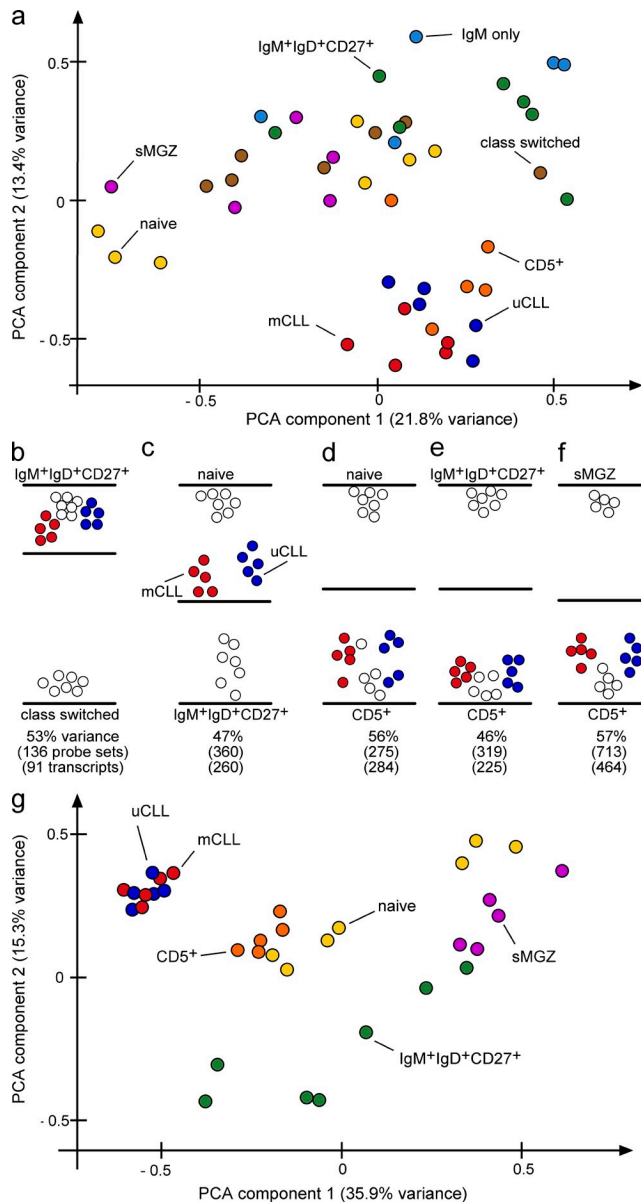 a
IgM only
IgM+IgD+CD27+
0.5
class switched
sMGZ
naive
0
CD5+
uCLL
mCLL
- 0.5
PCA component 2 (13.4% variance)
- 0.5
0
0.5
PCA component 1 (21.8% variance)
b
IgM+IgD+CD27+
class switched
53% variance
(136 probe sets)
(91 transcripts)
c
naive
uCLL
mCLL
IgM+IgD+CD27+
47%
(360)
(260)
d
naive
CD5+
56%
(275)
(284)
e
IgM+IgD+CD27+
CD5+
46%
(319)
(225)
f
sMGZ
CD5+
57%
(713)
(464)
g
uCLL
mCLL
0.5
naive
sMGZ
CD5+
0
IgM+IgD+CD27+
- 0.5
PCA component 2 (15.3% variance)
- 0.5
0
0.5
PCA component 1 (35.9% variance)